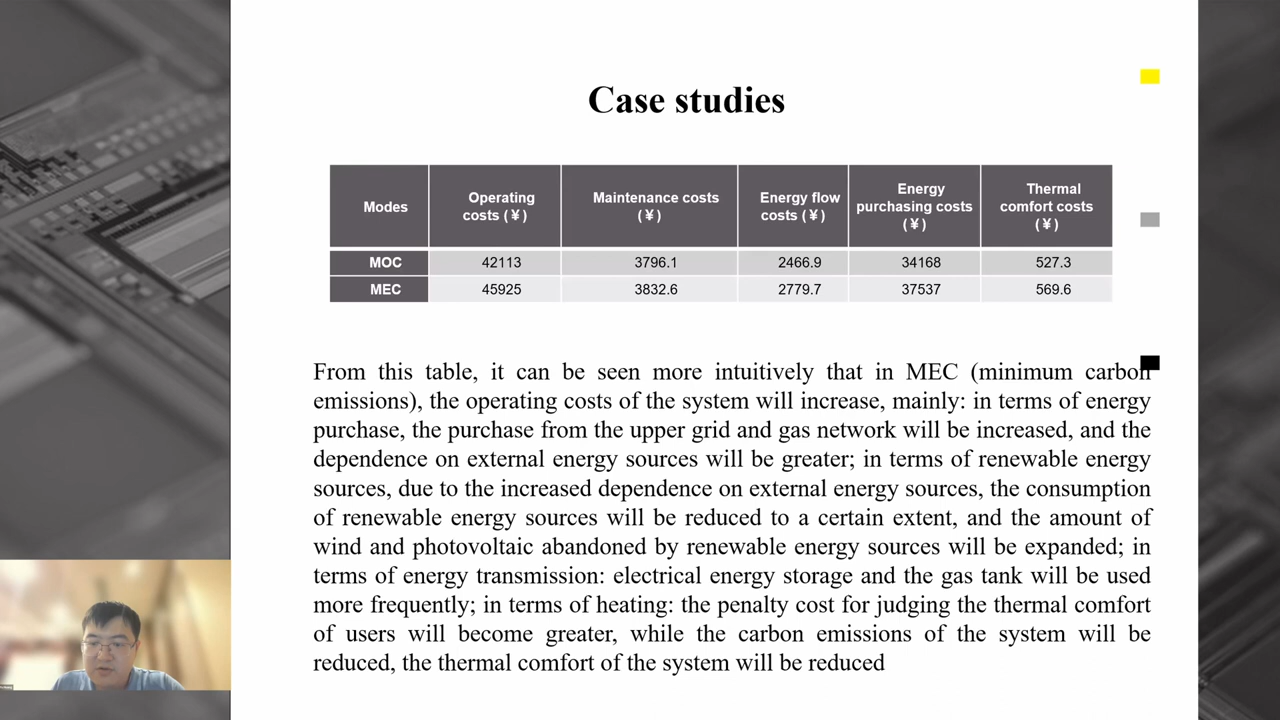 Case studies
Modes Operating costs (¥) Maintenance costs (¥) Energy flow costs (¥) Energy purchasing costs (¥) Thermal comfort costs (¥)
MOC 42113 3796.1 2466.9 34168 527.3
MEC 45925 3832.6 2779.7 37537 569.6
From this table, it can be seen more intuitively that in MEC (minimum carbon
emissions), the operating costs of the system will increase, mainly: in terms of energy
purchase, the purchase from the upper grid and gas network will be increased, and the
dependence on external energy sources will be greater; in terms of renewable energy
sources, due to the increased dependence on external energy sources, the consumption
of renewable energy sources will be reduced to a certain extent, and the amount of
wind and photovoltaic abandoned by renewable energy sources will be expanded; in
terms of energy transmission: electrical energy storage and the gas tank will be used
more frequently; in terms of heating: the penalty cost for judging the thermal comfort
of users will become greater, while the carbon emissions of the system will be
reduced, the thermal comfort of the system will be reduced